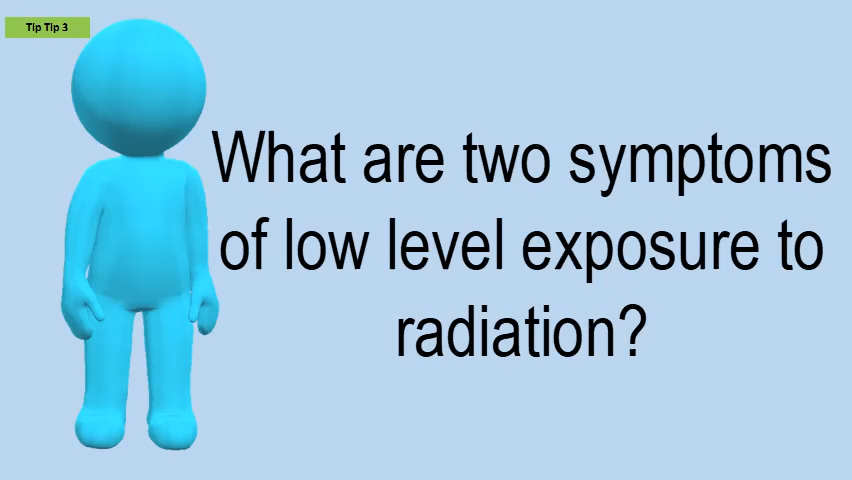 Tip Tip 3
What are two symptoms
of low level exposure to
radiation?